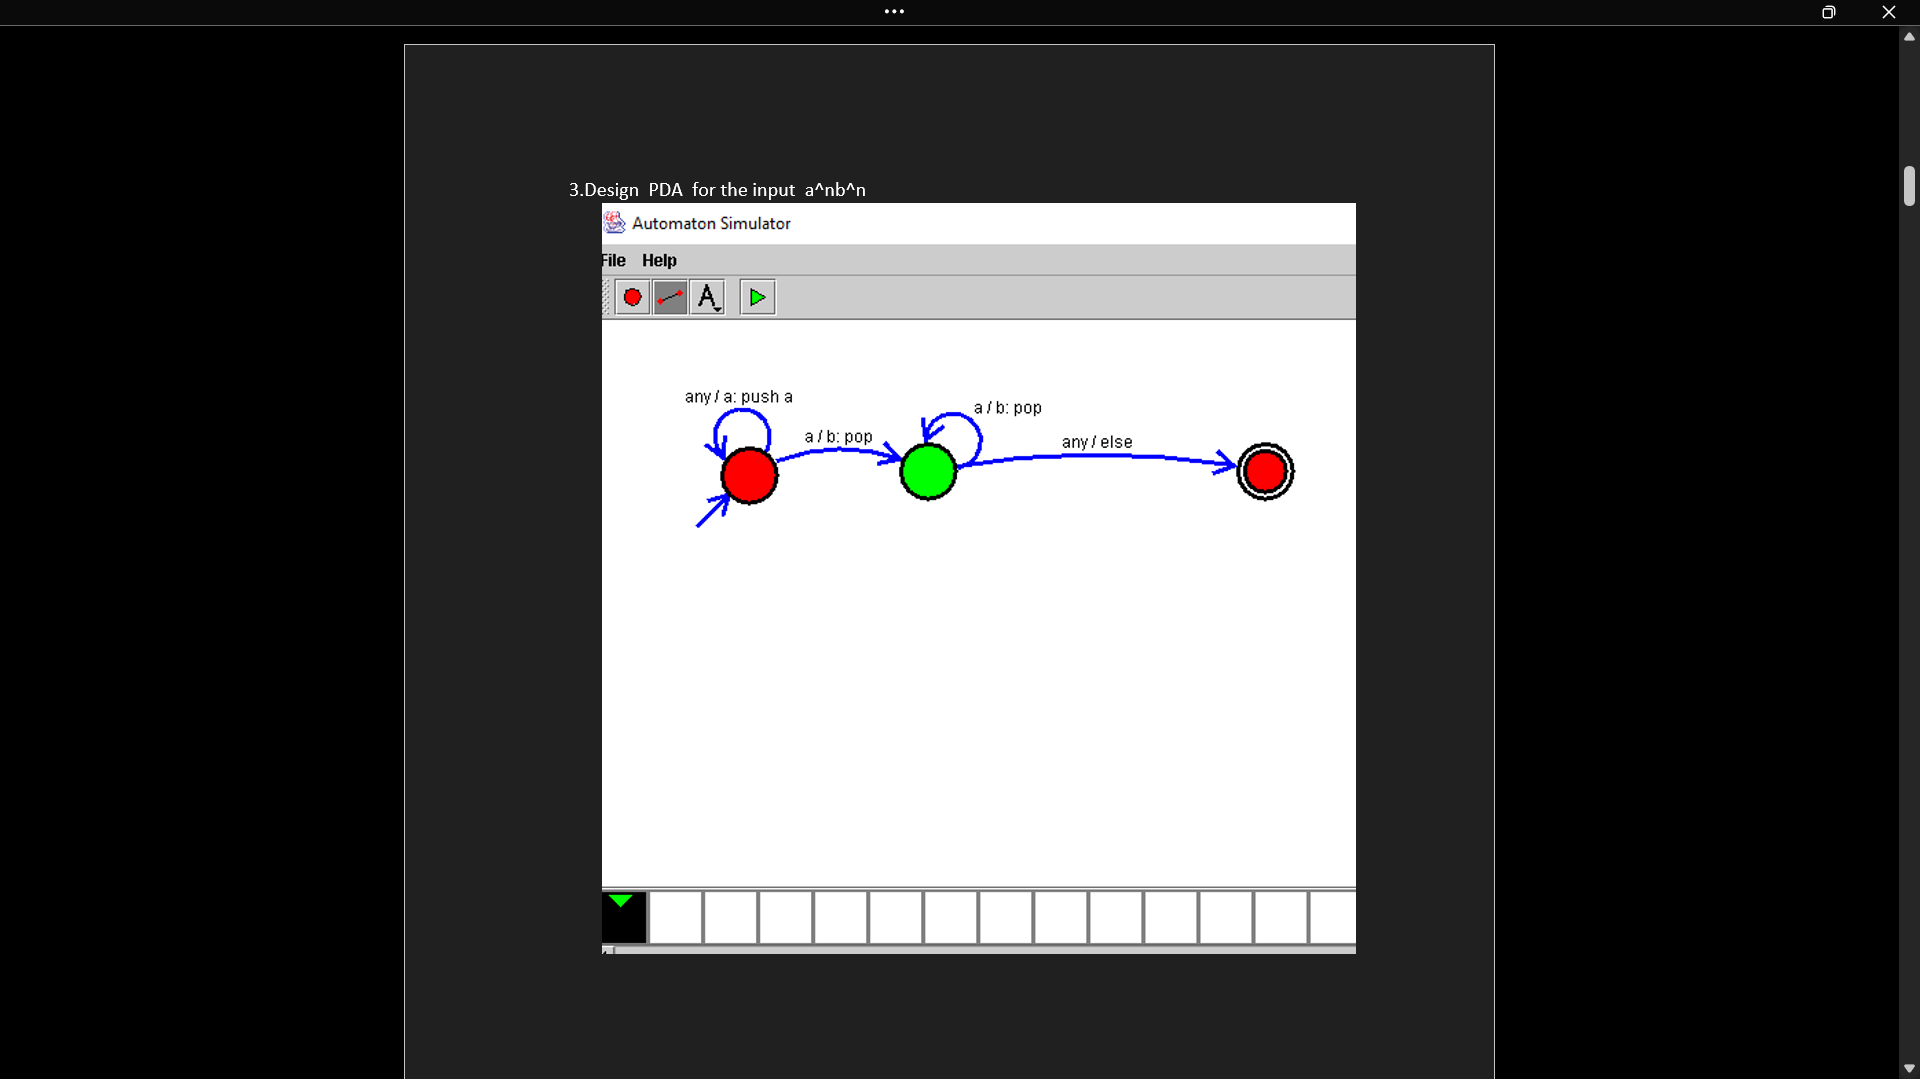 3.Design PDA for the input a^nb^n
Automaton Simulator
File Help
A
any / a: push a
a / b: pop
a / b: pop
any / else